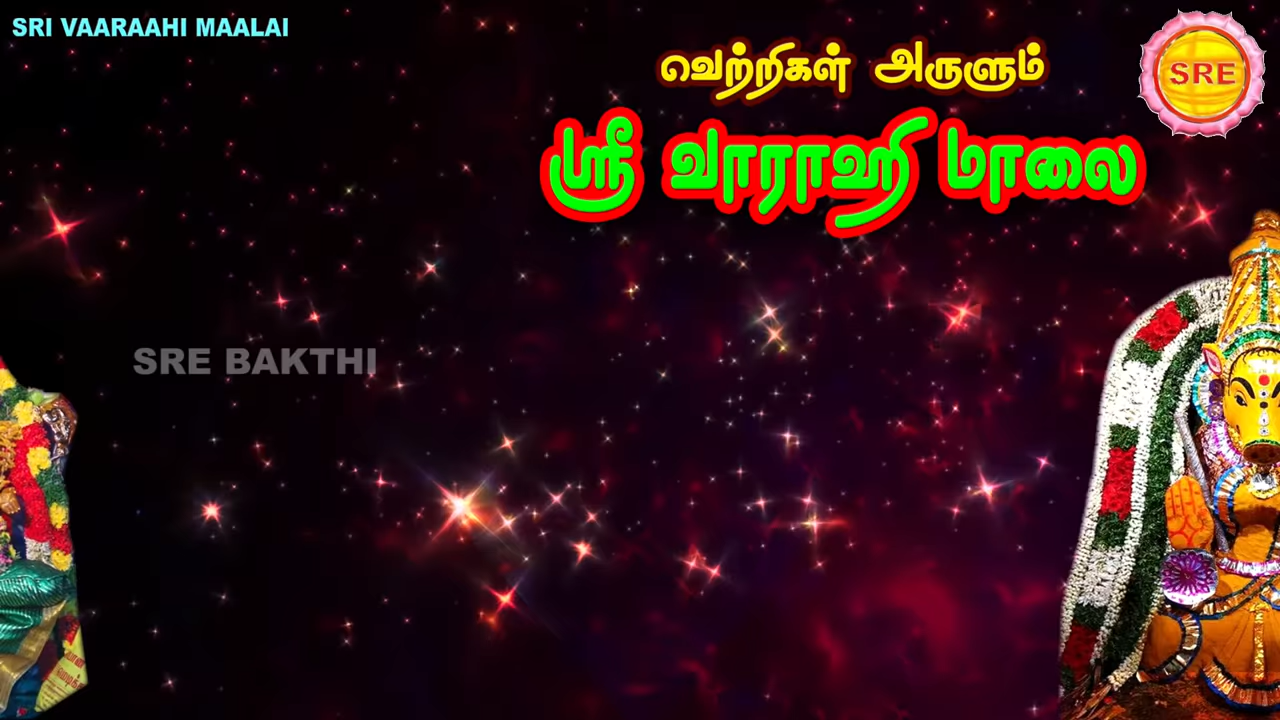 SRI VAARAAHI MAALAI
வெற்றிகள் அருளும்
ஸ்ரீ வாராஹி மாலை
SRE
SRE BAKTHI